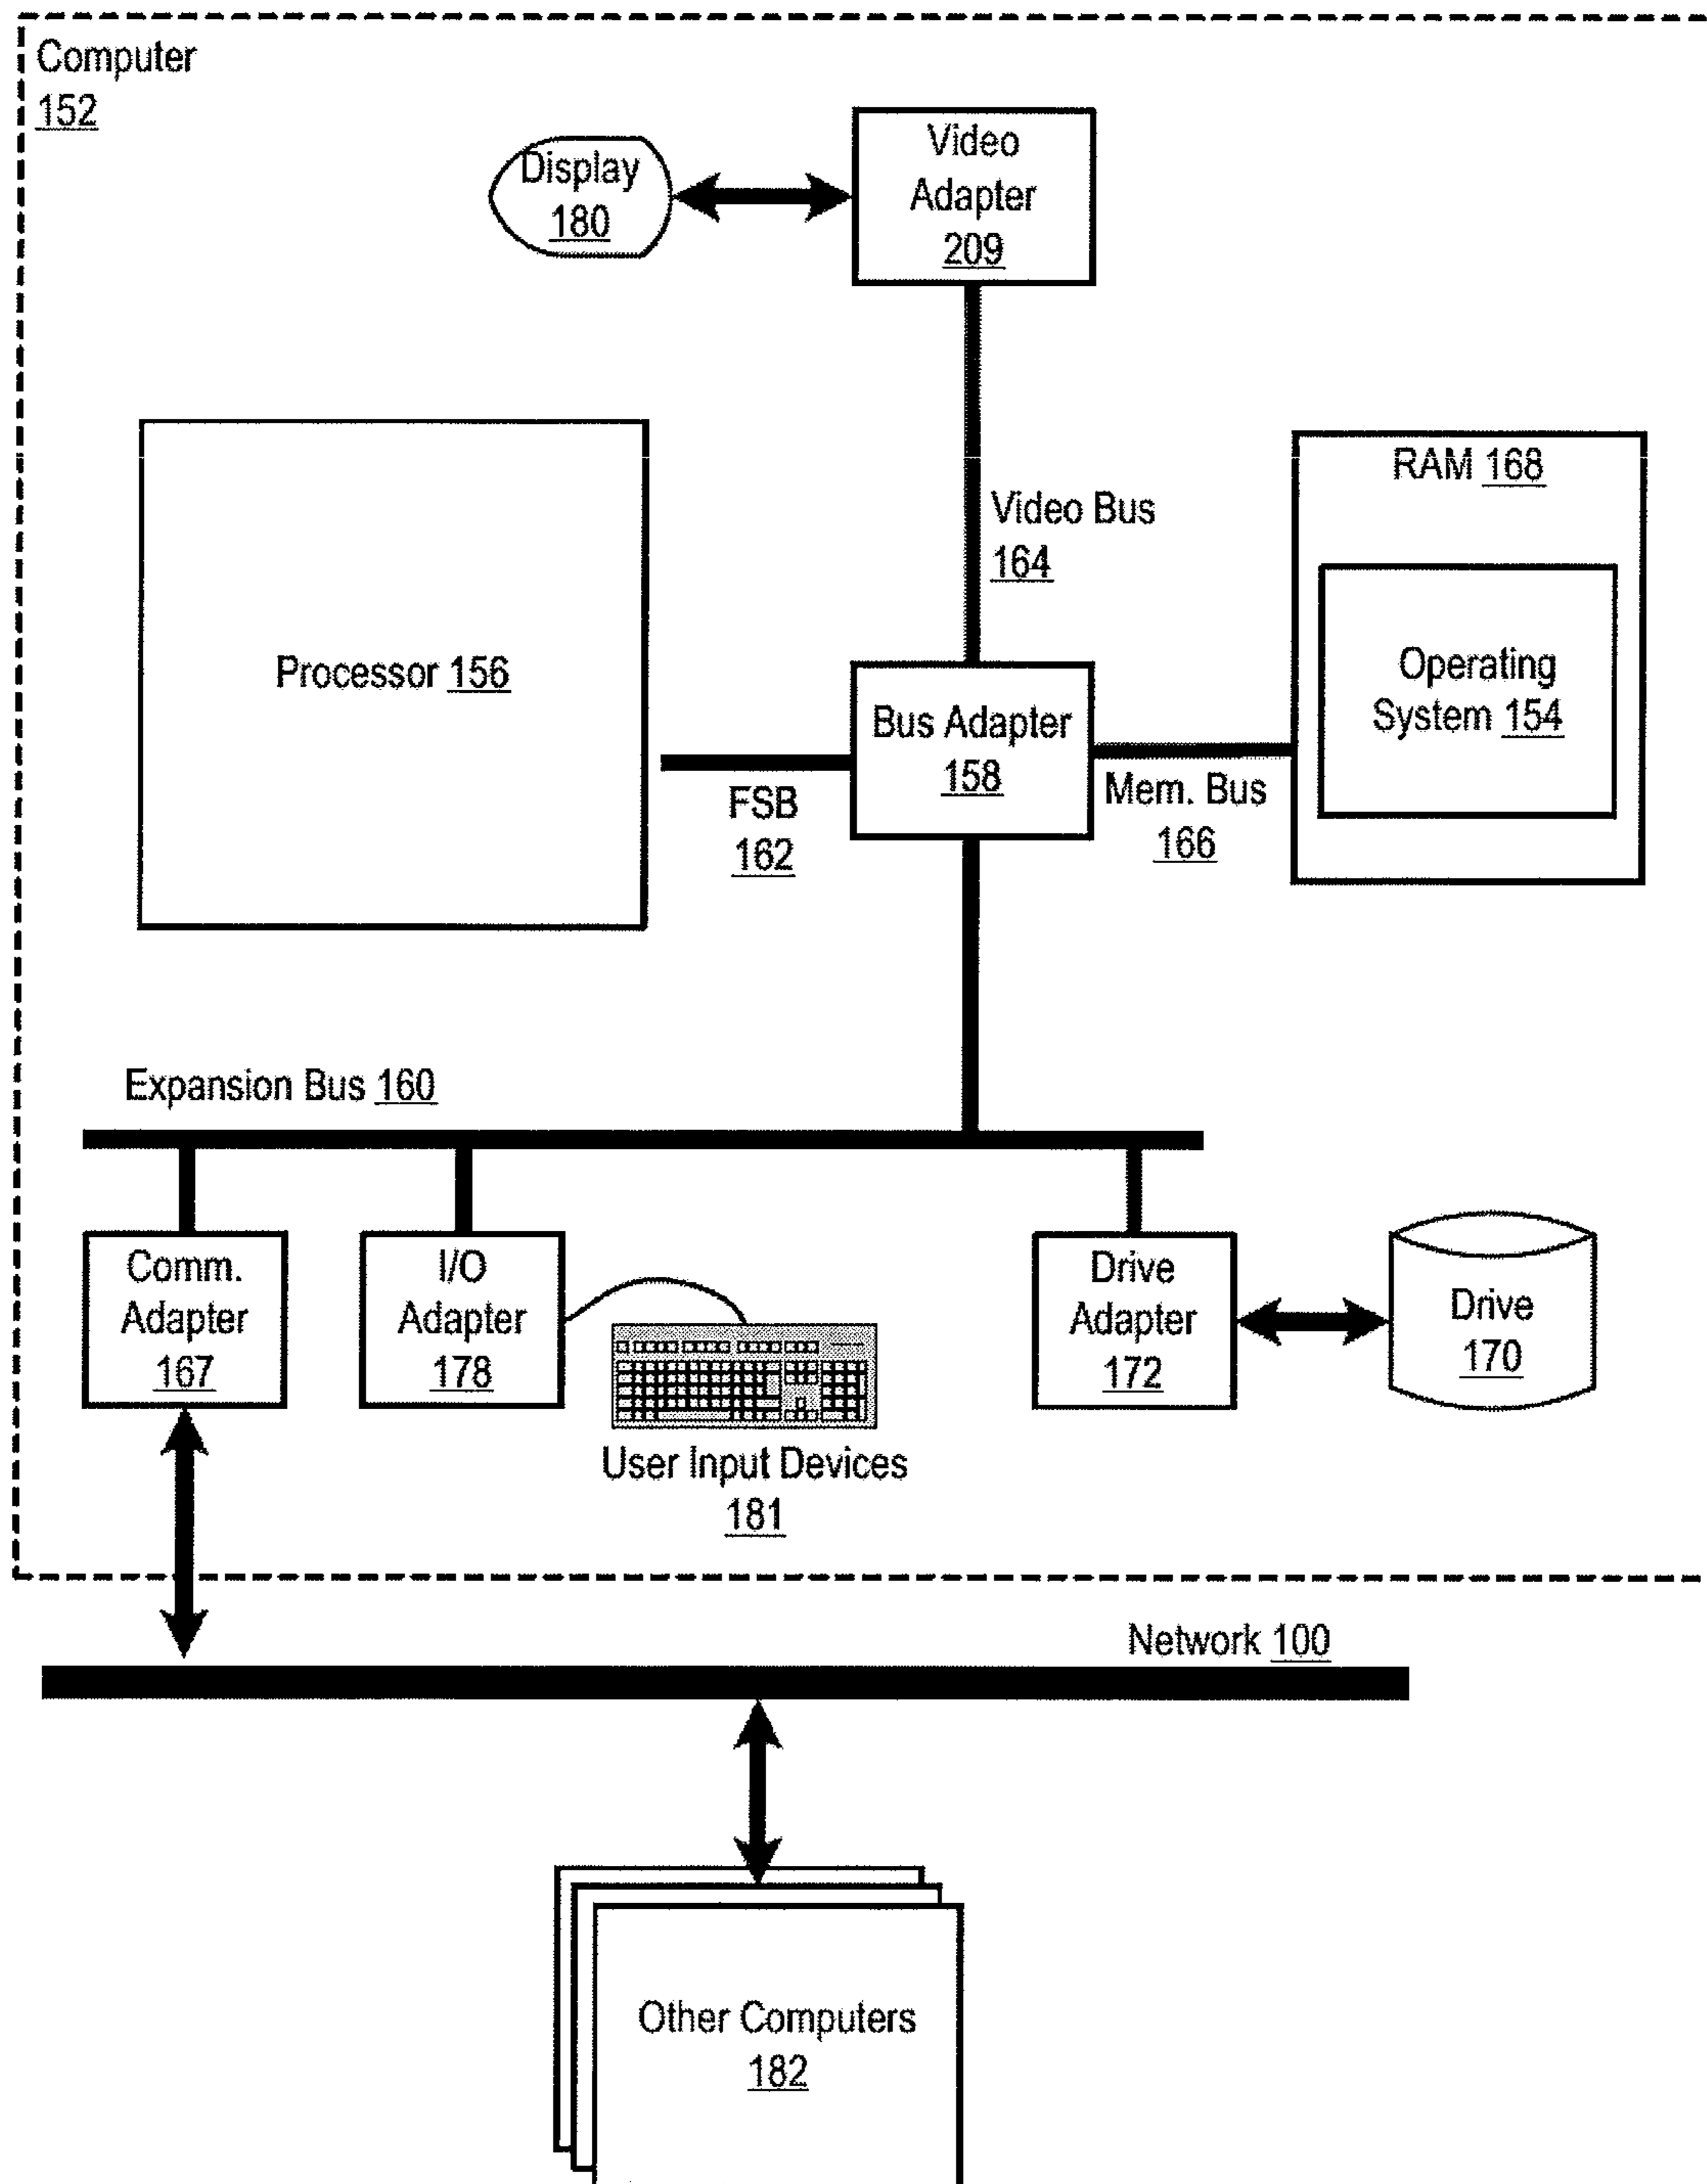 Computer
152
Display
180
Video
Adapter
209
Video Bus
164
RAM 168
Operating
System 154
Processor 156
Bus Adapter
158
FSB
162
Mem. Bus
166
Expansion Bus 160
Comm.
Adapter
167
I/O
Adapter
178
User Input Devices
181
Drive
Adapter
172
Drive
170
Network 100
Other Computers
182